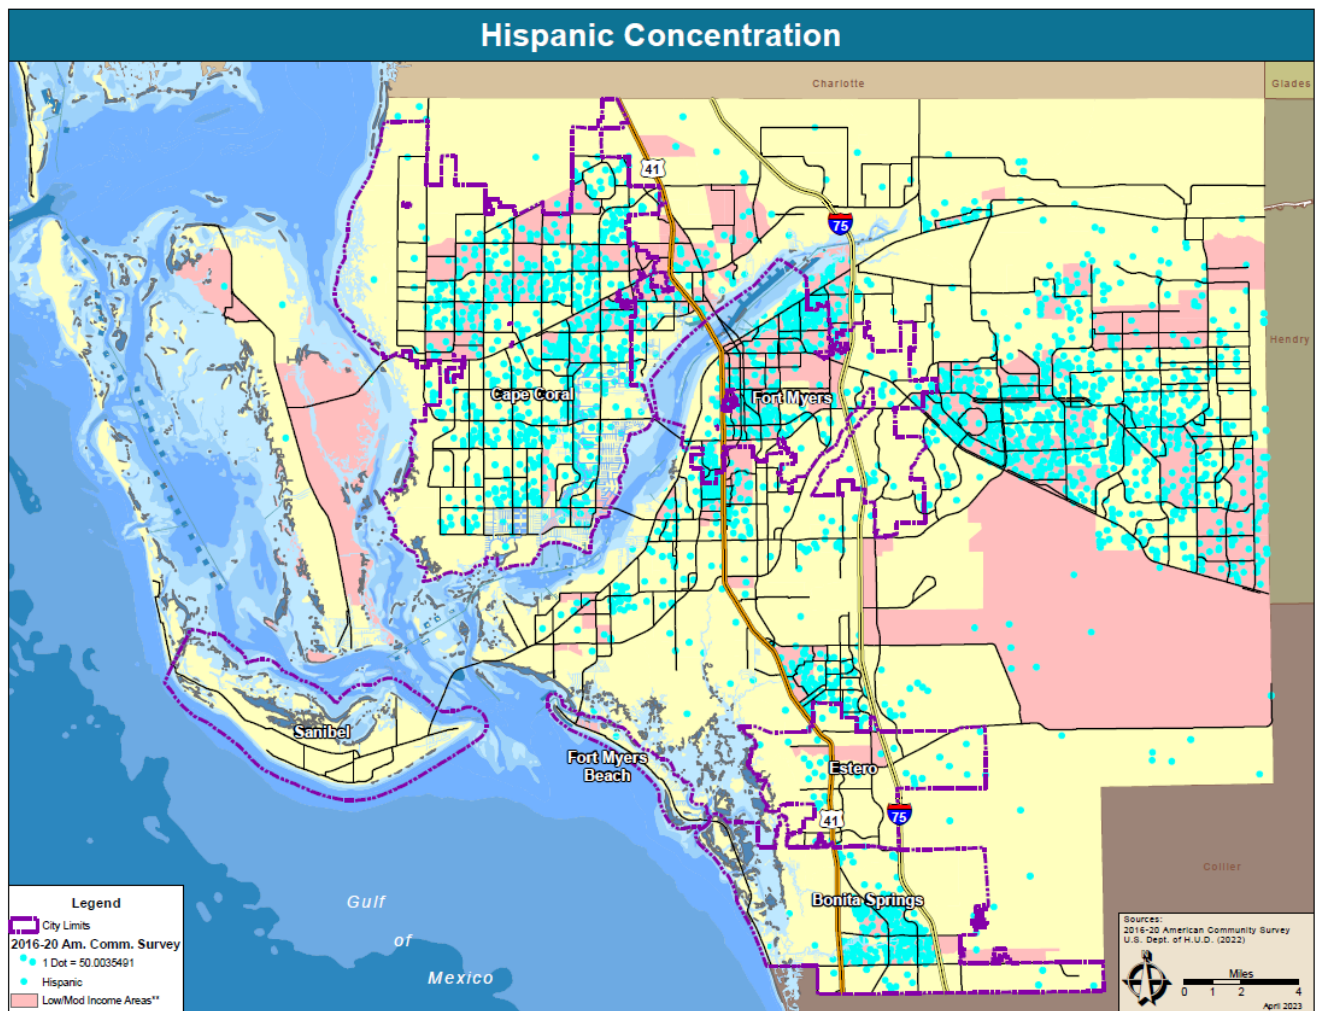 Hispanic Concentration
Charlotte
Glades
41
75
Hendry
Cape Coral
Fort Myers
Sanibel
Fort Myers
Beach
Estero
41
75
Collier
Bonita Springs
Gulf
of
Mexico
Legend
City Limits
2016-20 Am. Comm. Survey
1 Dot = 50.0035491
Hispanic
Low/Mod Income Areas**
Sources:
2016-20 American Community Survey
U.S. Dept. of H.U.D. (2022)
Miles
0 1 2 4
April 2023